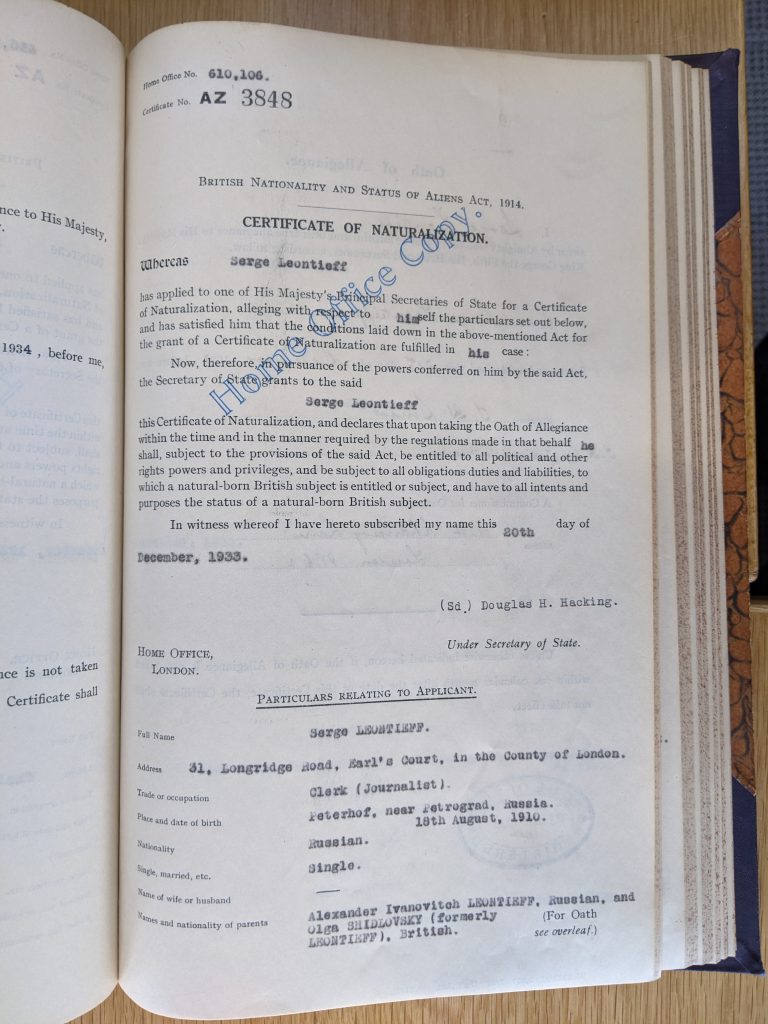 Home Office No. 610,106.
Certificate No. AZ 3848
BRITISH NATIONALITY AND STATUS OF ALIENS ACT, 1914.
CERTIFICATE OF NATURALIZATION.
Home Office Copy.
Whereas Serge Leontieff
has applied to one of His Majesty's Principal Secretaries of State for a Certificate
of Naturalization, alleging with respect to himself the particulars set out below,
and has satisfied him that the conditions laid down in the above-mentioned Act for
the grant of a Certificate of Naturalization are fulfilled in his case:
Now, therefore, in pursuance of the powers conferred on him by the said Act,
the Secretary of State grants to the said
Serge Leontieff
this Certificate of Naturalization, and declares that upon taking the Oath of Allegiance
within the time and in the manner required by the regulations made in that behalf he
shall, subject to the provisions of the said Act, be entitled to all political and other
rights powers and privileges, and be subject to all obligations duties and liabilities, to
which a natural-born British subject is entitled or subject, and have to all intents and
purposes the status of a natural-born British subject.
In witness whereof I have hereto subscribed my name this 20th day of
December, 1933.
(Sd.) Douglas H. Hacking.
Under Secretary of State.
HOME OFFICE,
LONDON.
PARTICULARS RELATING TO APPLICANT.
Full Name Serge LEONTIEFF.
Address 31, Longridge Road, Earl's Court, in the County of London.
Trade or occupation Clerk (Journalist).
Place and date of birth Peterhof, near Petrograd, Russia.
18th August, 1910.
Nationality Russian.
Single, married, etc. Single.
Name of wife or husband —
Names and nationality of parents Alexander Ivanovitch LEONTIEFF, Russian, and
Olga SHIDLOVSKY (formerly
LEONTIEFF), British.
(For Oath
see overleaf.)
nce to His Majesty,
1934, before me,
nce is not taken
Certificate shall